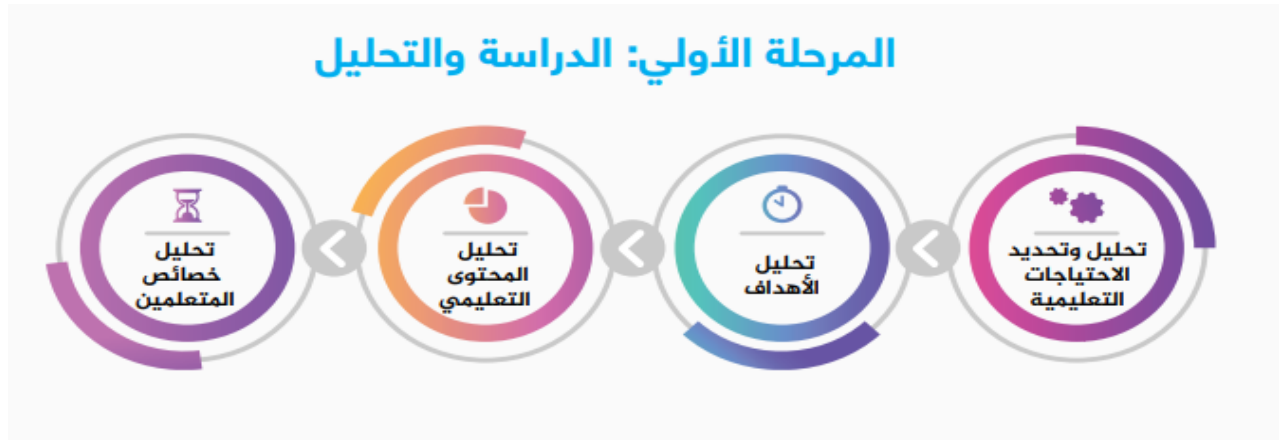 المرحلة الأولي: الدراسة والتحليل
تحليل وتحديد
الاحتياجات
التعليمية
تحليل
الأهداف
تحليل
المحتوى
التعليمي
تحليل
خصائص
المتعلمين